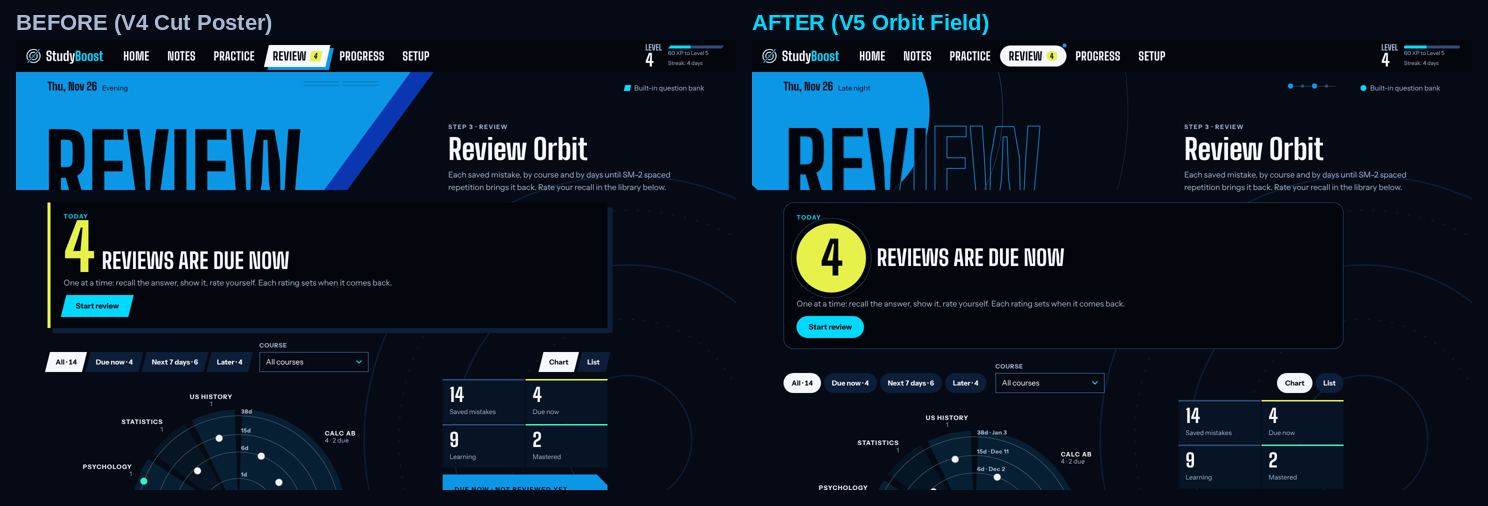 BEFORE (V4 Cut Poster)
StudyBoost HOME NOTES PRACTICE REVIEW 4 PROGRESS SETUP
LEVEL 4
60 XP to Level 5
Streak: 4 days
Thu, Nov 26 Evening
Built-in question bank
REVIEW
STEP 3 · REVIEW
Review Orbit
Each saved mistake, by course and by days until SM-2 spaced
repetition brings it back. Rate your recall in the library below.
TODAY
4 REVIEWS ARE DUE NOW
One at a time: recall the answer, show it, rate yourself. Each rating sets when it comes back.
Start review
COURSE
All · 14 Due now · 4 Next 7 days · 6 Later · 4 All courses
Chart List
US HISTORY
1
STATISTICS
1
CALC AB
4 · 2 due
PSYCHOLOGY
1
38d
15d
6d
1d
14 Saved mistakes
4 Due now
9 Learning
2 Mastered
DUE NOW · NOT REVIEWED YET
AFTER (V5 Orbit Field)
StudyBoost HOME NOTES PRACTICE REVIEW 4 PROGRESS SETUP
LEVEL 4
60 XP to Level 5
Streak: 4 days
Thu, Nov 26 Late night
Built-in question bank
REVIEW
STEP 3 · REVIEW
Review Orbit
Each saved mistake, by course and by days until SM-2 spaced
repetition brings it back. Rate your recall in the library below.
TODAY
4 REVIEWS ARE DUE NOW
One at a time: recall the answer, show it, rate yourself. Each rating sets when it comes back.
Start review
COURSE
All · 14 Due now · 4 Next 7 days · 6 Later · 4 All courses
Chart List
US HISTORY
1
STATISTICS
1
CALC AB
4 · 2 due
PSYCHOLOGY
38d · Jan 3
15d · Dec 11
6d · Dec 2
14 Saved mistakes
4 Due now
9 Learning
2 Mastered